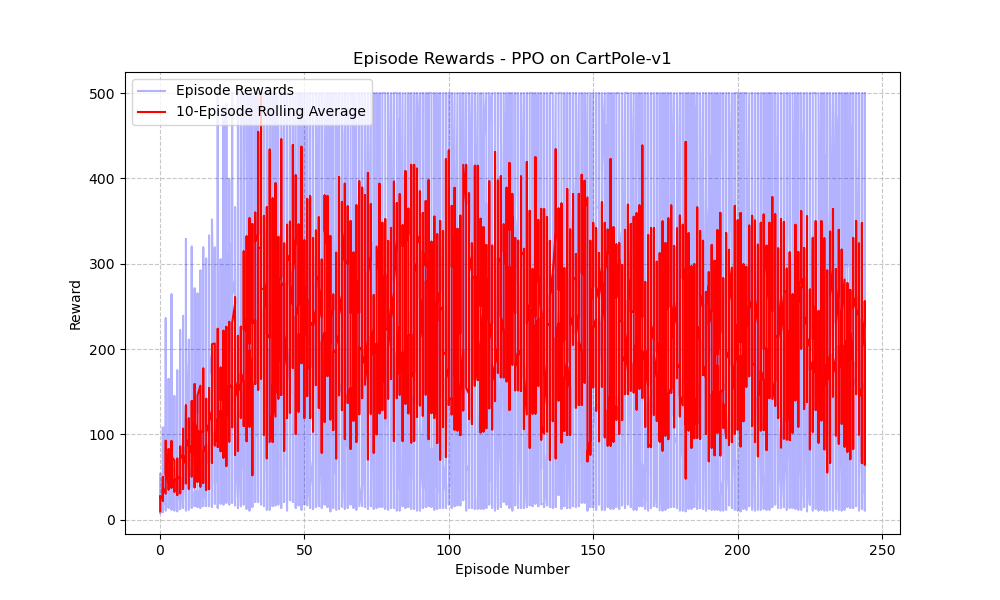 Episode Rewards - PPO on CartPole-v1
Episode Rewards
10-Episode Rolling Average
500
400
300
200
100
0
Reward
0 50 100 150 200 250
Episode Number